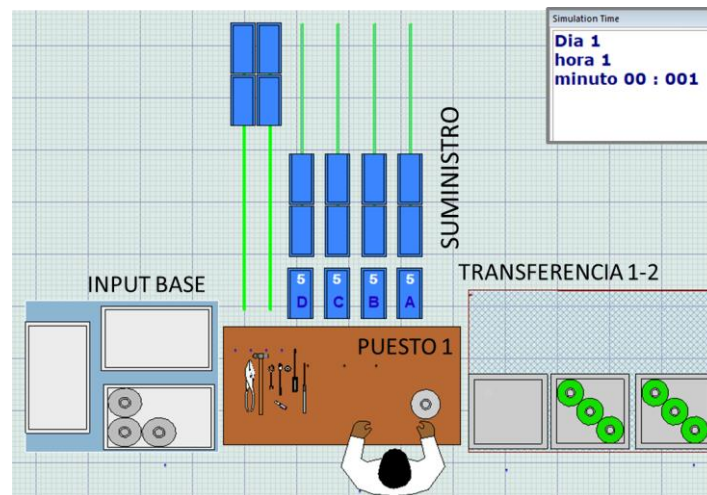 Simulation Time
Dia 1
hora 1
minuto 00 : 001
SUMINISTRO
INPUT BASE
TRANSFERENCIA 1-2
5 5 5 5
D C B A
PUESTO 1